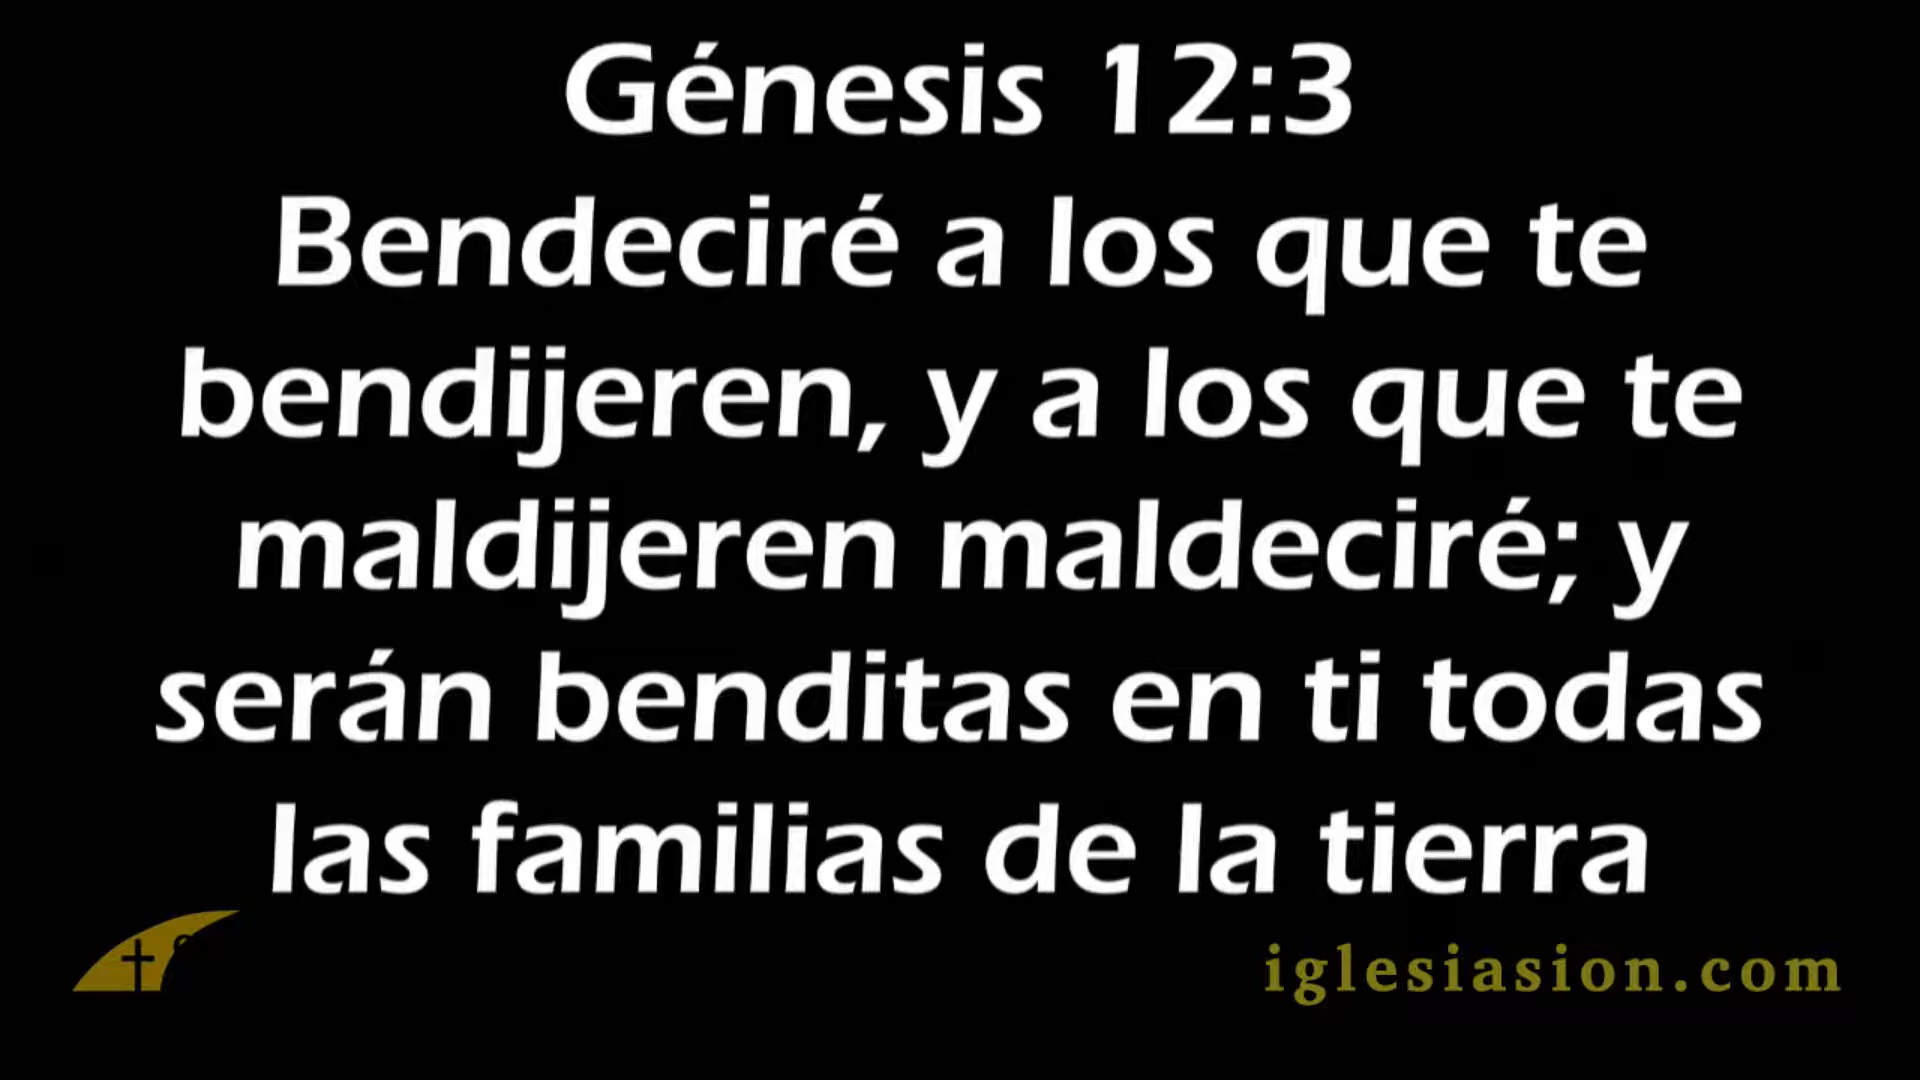 Génesis 12:3
Bendeciré a los que te
bendijeren, y a los que te
maldijeren maldeciré; y
serán benditas en ti todas
las familias de la tierra
iglesiasion.com